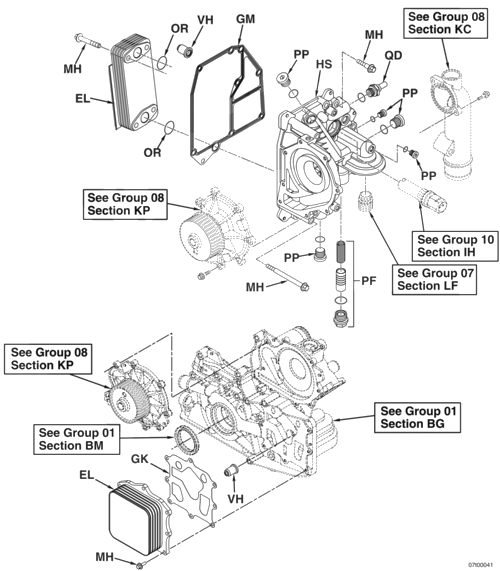 See Group 08
Section KC
VH
GM
OR
MH
QD
PP
HS
MH
EL
PP
OR
PP
See Group 08
Section KP
See Group 10
Section IH
PP
See Group 07
Section LF
PF
MH
See Group 08
Section KP
See Group 01
Section BG
See Group 01
Section BM
GK
EL
VH
MH
07I00041